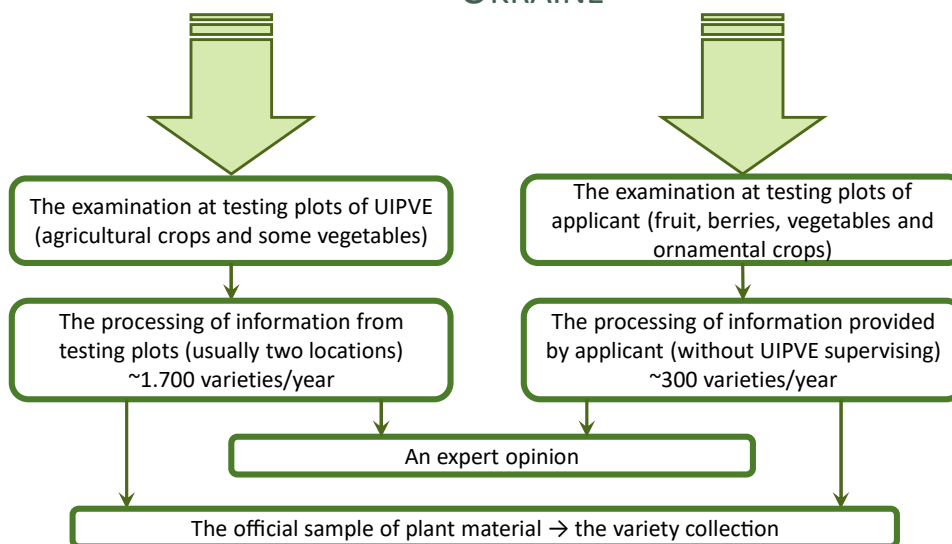 UKRAINE
The examination at testing plots of UIPVE
(agricultural crops and some vegetables)
The examination at testing plots of
applicant (fruit, berries, vegetables and
ornamental crops)
The processing of information from
testing plots (usually two locations)
~1.700 varieties/year
The processing of information provided
by applicant (without UIPVE supervising)
~300 varieties/year
An expert opinion
The official sample of plant material → the variety collection